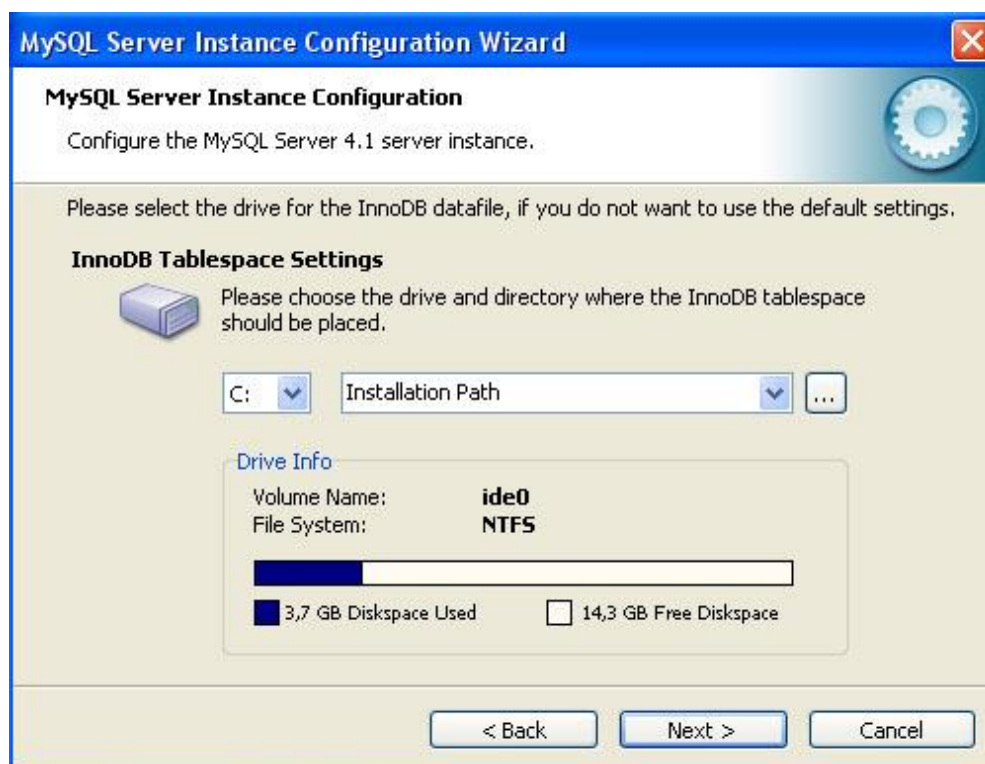 MySQL Server Instance Configuration Wizard
MySQL Server Instance Configuration
Configure the MySQL Server 4.1 server instance.
Please select the drive for the InnoDB datafile, if you do not want to use the default settings.
InnoDB Tablespace Settings
Please choose the drive and directory where the InnoDB tablespace
should be placed.
C: Installation Path ...
Drive Info
Volume Name: ide0
File System: NTFS
3,7 GB Diskspace Used 14,3 GB Free Diskspace
< Back Next > Cancel